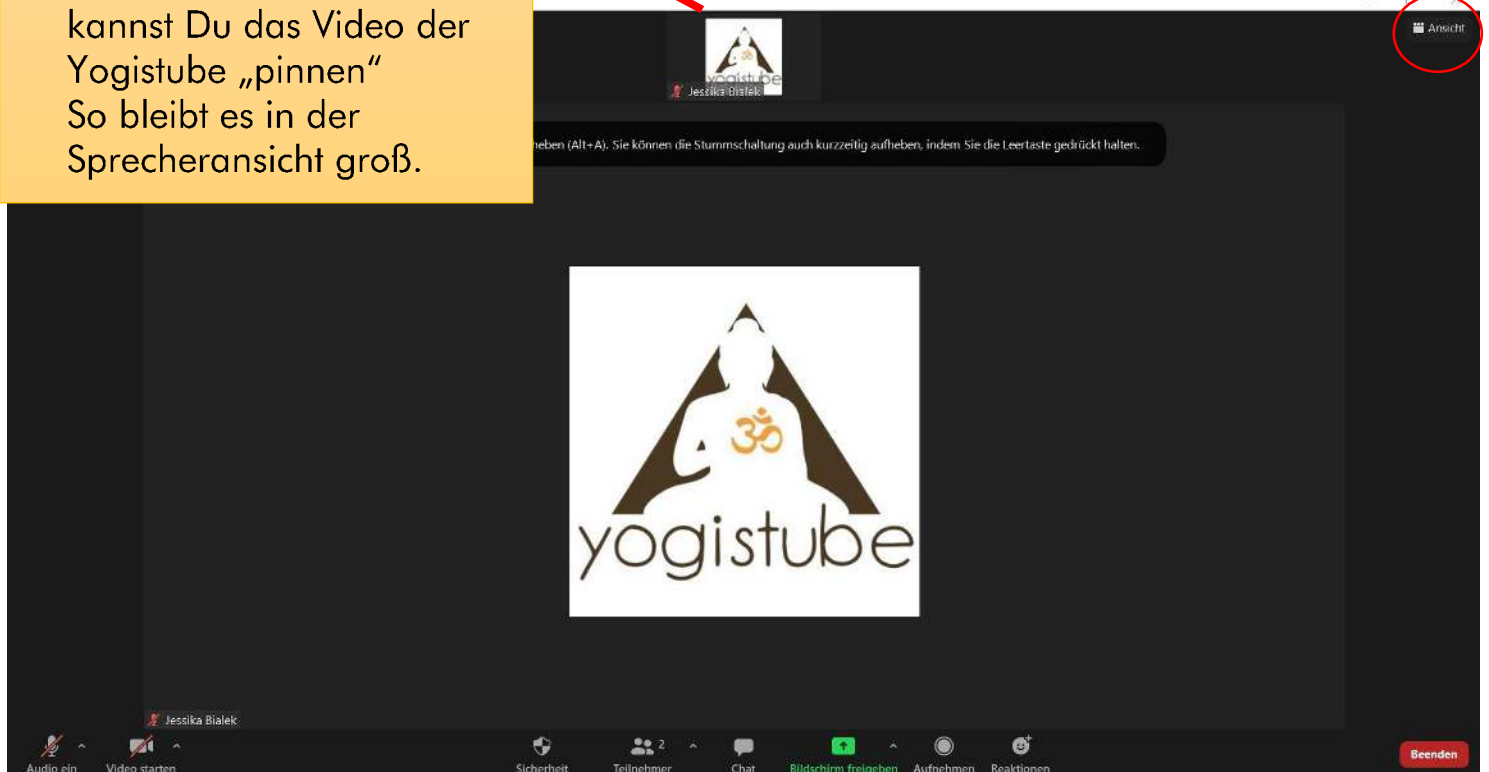 kannst Du das Video der
Yogistube „pinnen“
So bleibt es in der
Sprecheransicht groß.
Ansicht
yogistube
Jessika Bialek
heben (Alt+A). Sie können die Stummschaltung auch kurzzeitig aufheben, indem Sie die Leertaste gedrückt halten.
ॐ
yogistube
Jessika Bialek
Audio ein
Video starten
Sicherheit
Teilnehmer
2
Chat
Bildschirm freigeben
Aufnehmen
Reaktionen
Beenden